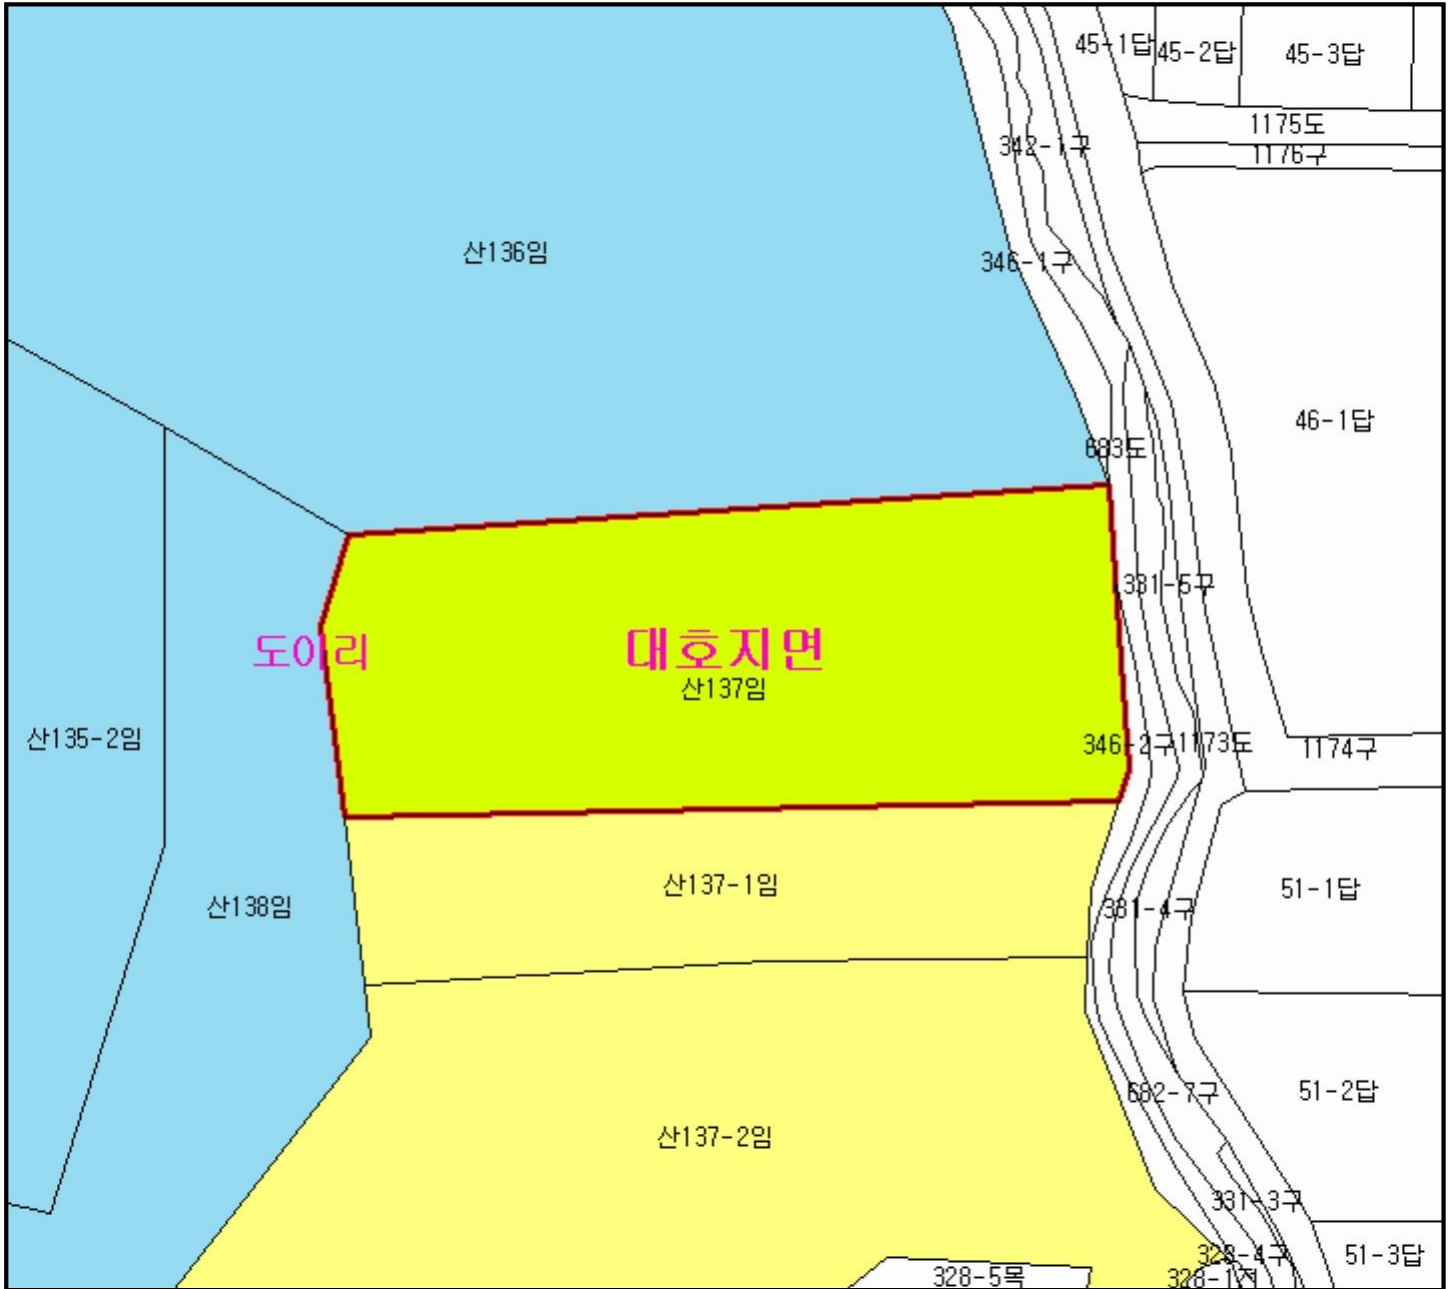 45-1답
45-2답
45-3답
1175도
342-1구
1176구
산136임
346-1구
46-1답
683도
331-5구
도이리
대호지면
산137임
산135-2임
346-2구
1173도
1174구
산137-1임
51-1답
산138임
331-4구
682-7구
51-2답
산137-2임
331-3구
328-4구
51-3답
328-5목
328-1전